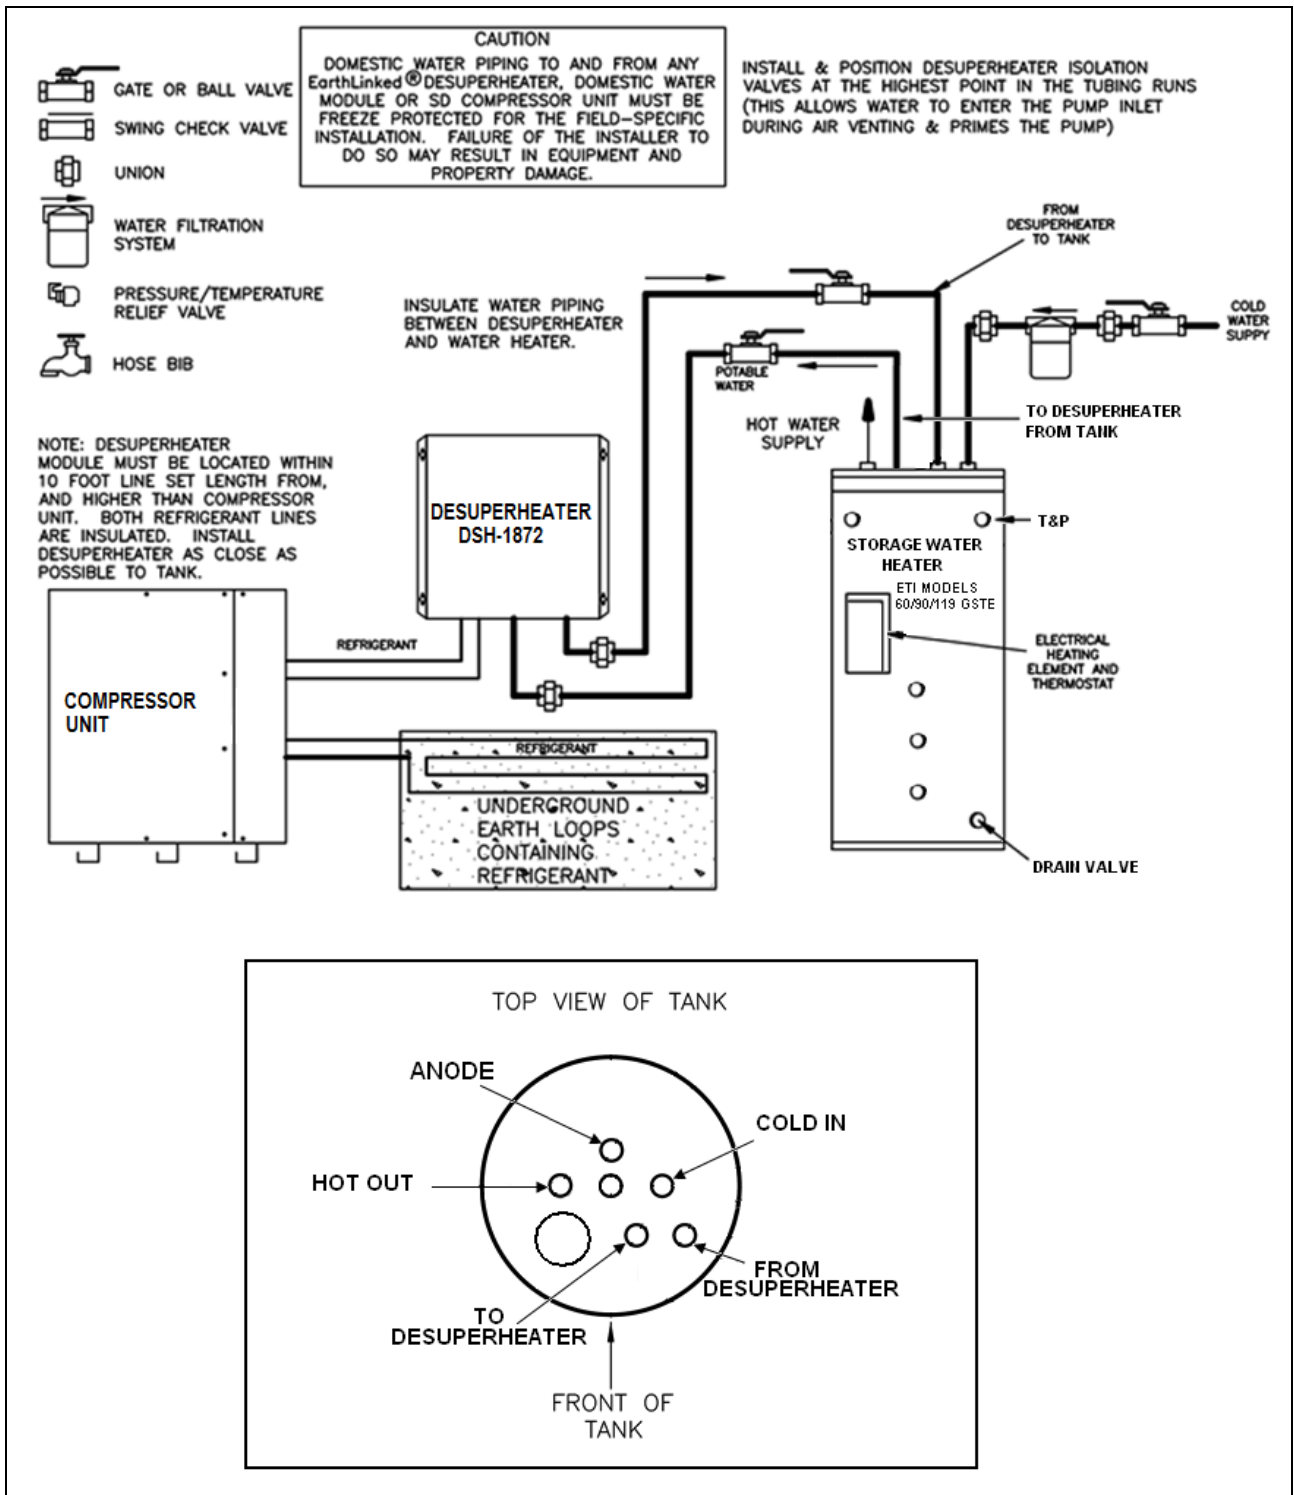 CAUTION
DOMESTIC WATER PIPING TO AND FROM ANY
EarthLinked® DESUPERHEATER, DOMESTIC WATER
MODULE OR SD COMPRESSOR UNIT MUST BE
FREEZE PROTECTED FOR THE FIELD-SPECIFIC
INSTALLATION. FAILURE OF THE INSTALLER TO
DO SO MAY RESULT IN EQUIPMENT AND
PROPERTY DAMAGE.
INSTALL & POSITION DESUPERHEATER ISOLATION
VALVES AT THE HIGHEST POINT IN THE TUBING RUNS
(THIS ALLOWS WATER TO ENTER THE PUMP INLET
DURING AIR VENTING & PRIMES THE PUMP)
GATE OR BALL VALVE
SWING CHECK VALVE
UNION
WATER FILTRATION
SYSTEM
PRESSURE/TEMPERATURE
RELIEF VALVE
HOSE BIB
FROM
DESUPERHEATER
TO TANK
INSULATE WATER PIPING
BETWEEN DESUPERHEATER
AND WATER HEATER.
COLD
WATER
SUPPY
POTABLE
WATER
HOT WATER
SUPPLY
TO DESUPERHEATER
FROM TANK
NOTE: DESUPERHEATER
MODULE MUST BE LOCATED WITHIN
10 FOOT LINE SET LENGTH FROM,
AND HIGHER THAN COMPRESSOR
UNIT. BOTH REFRIGERANT LINES
ARE INSULATED. INSTALL
DESUPERHEATER AS CLOSE AS
POSSIBLE TO TANK.
DESUPERHEATER
DSH-1872
T&P
STORAGE WATER
HEATER
ETI MODELS
60/90/119 GSTE
REFRIGERANT
ELECTRICAL
HEATING
ELEMENT AND
THERMOSTAT
COMPRESSOR
UNIT
REFRIGERANT
UNDERGROUND
EARTH LOOPS
CONTAINING
REFRIGERANT
DRAIN VALVE
TOP VIEW OF TANK
ANODE
COLD IN
HOT OUT
FROM
DESUPERHEATER
TO
DESUPERHEATER
FRONT OF
TANK